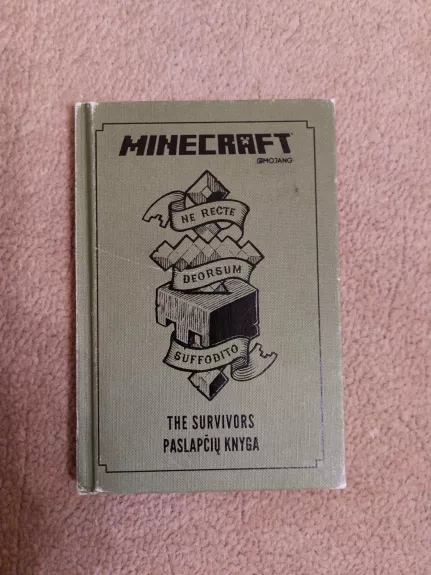 MINECRAFT
MOJANG
NE RECTE
DEORSUM
SUFFODITO
THE SURVIVORS
PASLAPČIŲ KNYGA